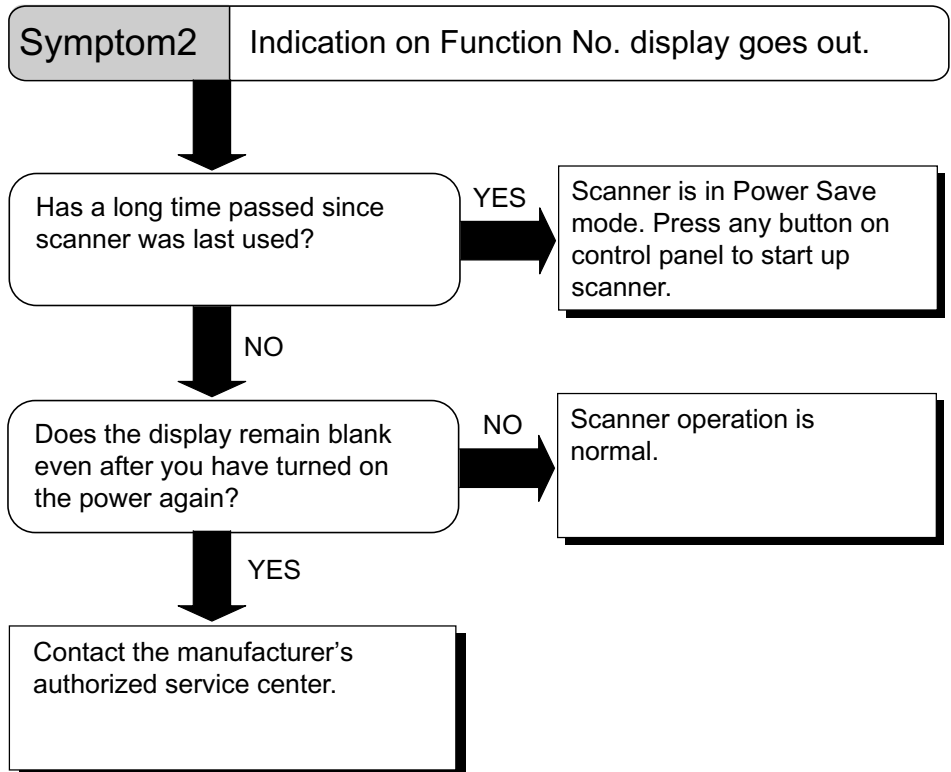 Symptom2
Indication on Function No. display goes out.
Has a long time passed since
scanner was last used?
YES
Scanner is in Power Save
mode. Press any button on
control panel to start up
scanner.
NO
Does the display remain blank
even after you have turned on
the power again?
NO
Scanner operation is
normal.
YES
Contact the manufacturer’s
authorized service center.